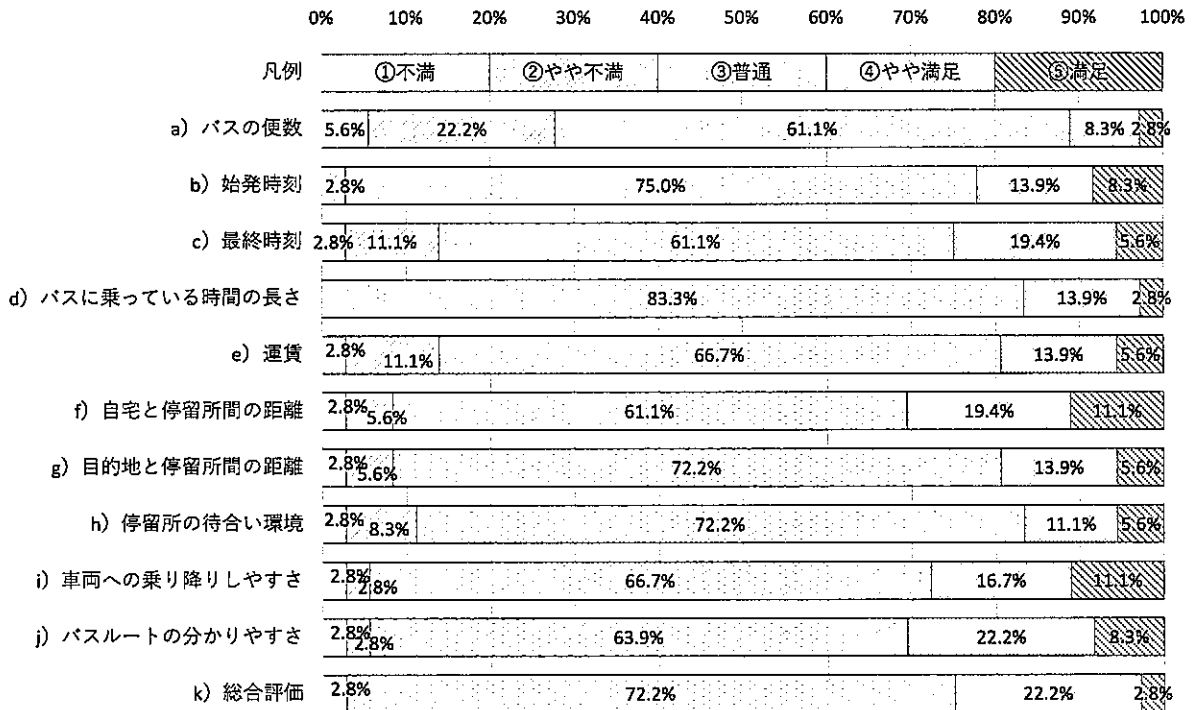 0% 10% 20% 30% 40% 50% 60% 70% 80% 90% 100%
凡例 ①不満 ②やや不満 ③普通 ④やや満足 ⑤満足
a) バスの便数 5.6% 22.2% 61.1% 8.3% 2.8%
b) 始発時刻 2.8% 75.0% 13.9% 8.3%
c) 最終時刻 2.8% 11.1% 61.1% 19.4% 5.6%
d) バスに乗っている時間の長さ 83.3% 13.9% 2.8%
e) 運賃 2.8% 11.1% 66.7% 13.9% 5.6%
f) 自宅と停留所間の距離 2.8% 5.6% 61.1% 19.4% 11.1%
g) 目的地と停留所間の距離 2.8% 5.6% 72.2% 13.9% 5.6%
h) 停留所の待合い環境 2.8% 8.3% 72.2% 11.1% 5.6%
i) 車両への乗り降りしやすさ 2.8% 2.8% 66.7% 16.7% 11.1%
j) バスルートの分かりやすさ 2.8% 2.8% 63.9% 22.2% 8.3%
k) 総合評価 2.8% 72.2% 22.2% 2.8%